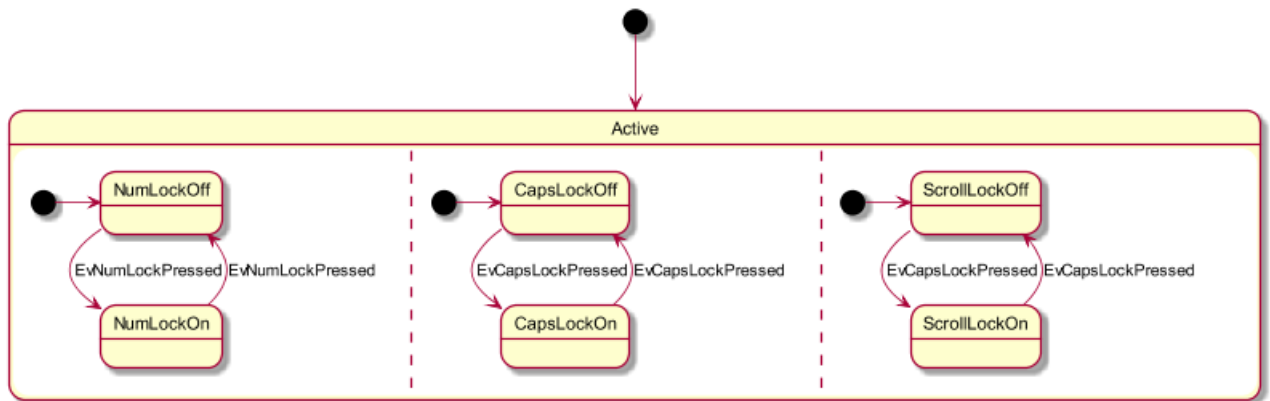 Active
NumLockOff
CapsLockOff
ScrollLockOff
EvNumLockPressed
EvNumLockPressed
EvCapsLockPressed
EvCapsLockPressed
EvCapsLockPressed
EvCapsLockPressed
NumLockOn
CapsLockOn
ScrollLockOn